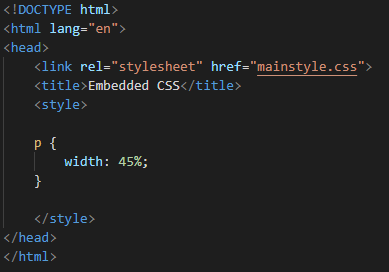 <!DOCTYPE html>
<html lang="en">
<head>
    <link rel="stylesheet" href="mainstyle.css">
    <title>Embedded CSS</title>
    <style>

    p {
        width: 45%;
    }

    </style>
</head>
</html>